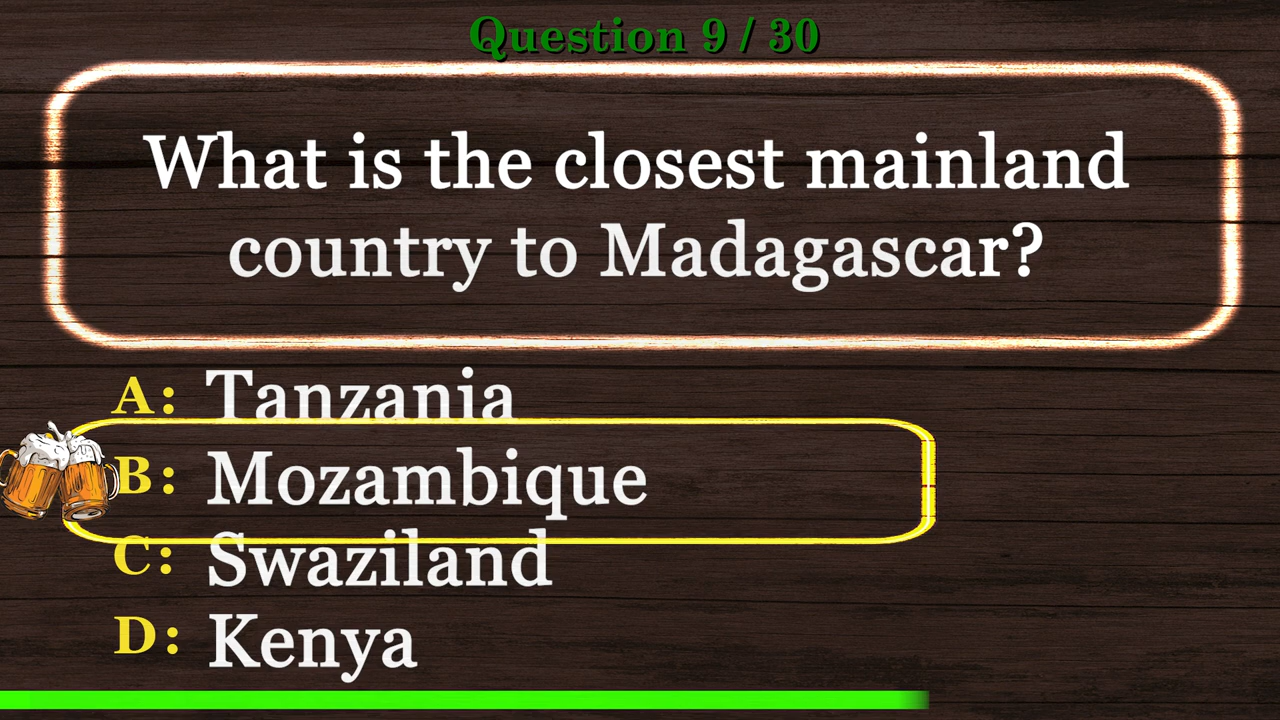 Question 9 / 30
What is the closest mainland
country to Madagascar?
A: Tanzania
B: Mozambique
C: Swaziland
D: Kenya